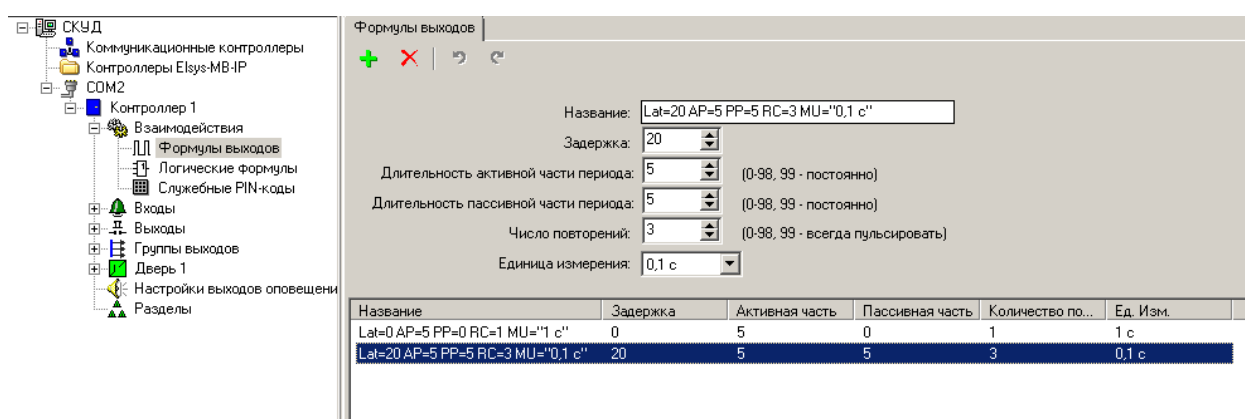 СКУД
Коммуникационные контроллеры
Контроллеры Elsys-MB-IP
COM2
Контроллер 1
Взаимодействия
Формулы выходов
Логические формулы
Служебные PIN-коды
Входы
Выходы
Группы выходов
Дверь 1
Настройки выходов оповещени
Разделы
Формулы выходов
Название: Lat=20 AP=5 PP=5 RC=3 MU="0,1 с"
Задержка: 20
Длительность активной части периода: 5 (0-98, 99 - постоянно)
Длительность пассивной части периода: 5 (0-98, 99 - постоянно)
Число повторений: 3 (0-98, 99 - всегда пульсировать)
Единица измерения: 0,1 с
Название Задержка Активная часть Пассивная часть Количество по... Ед. Изм.
Lat=0 AP=5 PP=0 RC=1 MU="1 с" 0 5 0 1 1 с
Lat=20 AP=5 PP=5 RC=3 MU="0,1 с" 20 5 5 3 0,1 с